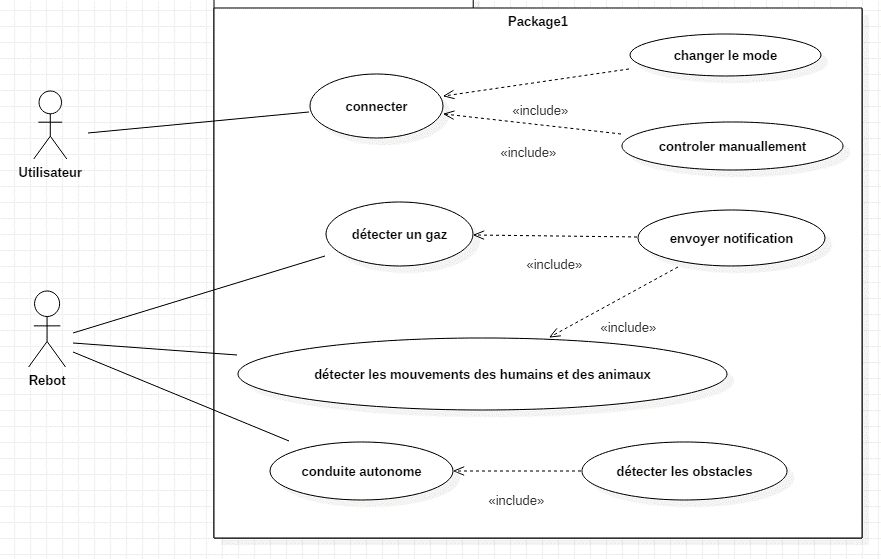 Package1
changer le mode
connecter
«include»
controler manuallement
«include»
Utilisateur
détecter un gaz
envoyer notification
«include»
«include»
Rebot
détecter les mouvements des humains et des animaux
conduite autonome
détecter les obstacles
«include»